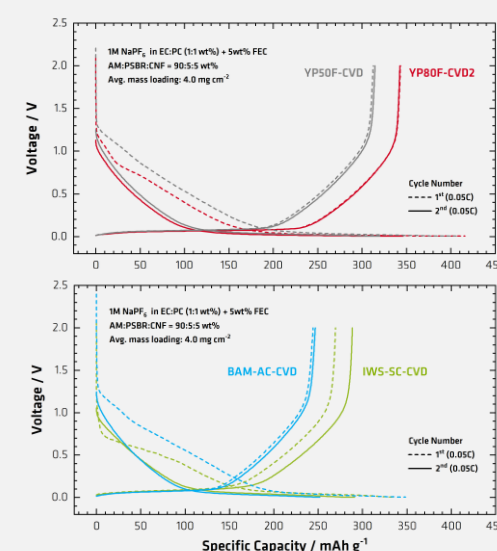 2.5
1M NaPF₆ in EC:PC (1:1 wt%) + 5wt% FEC
AM:PSBR:CNF = 90:5:5 wt%
Avg. mass loading: 4.0 mg cm⁻²
2.0
YP50F-CVD
YP80F-CVD2
1.5
Voltage / V
1.0
Cycle Number
1ˢᵗ (0.05C)
2ⁿᵈ (0.05C)
0.5
0.0
0 50 100 150 200 250 300 350 400 45
2.5
1M NaPF₆ in EC:PC (1:1 wt%) + 5wt% FEC
AM:PSBR:CNF = 90:5:5 wt%
Avg. mass loading: 4.0 mg cm⁻²
2.0
BAM-AC-CVD
IWS-SC-CVD
1.5
Voltage / V
1.0
Cycle Number
1ˢᵗ (0.05C)
2ⁿᵈ (0.05C)
0.5
0.0
0 50 100 150 200 250 300 350 400 45
Specific Capacity / mAh g⁻¹